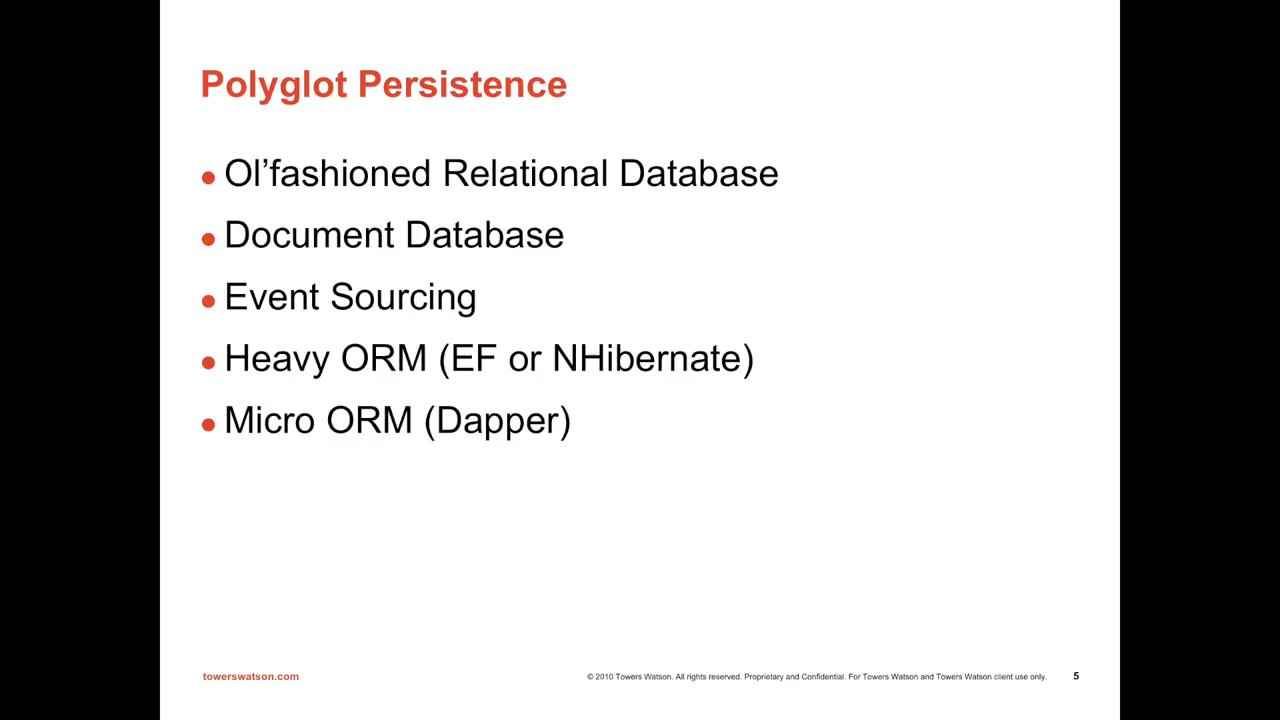 Polyglot Persistence
● Ol’fashioned Relational Database
● Document Database
● Event Sourcing
● Heavy ORM (EF or NHibernate)
● Micro ORM (Dapper)
towerswatson.com
© 2010 Towers Watson. All rights reserved. Proprietary and Confidential. For Towers Watson and Towers Watson client use only.
5